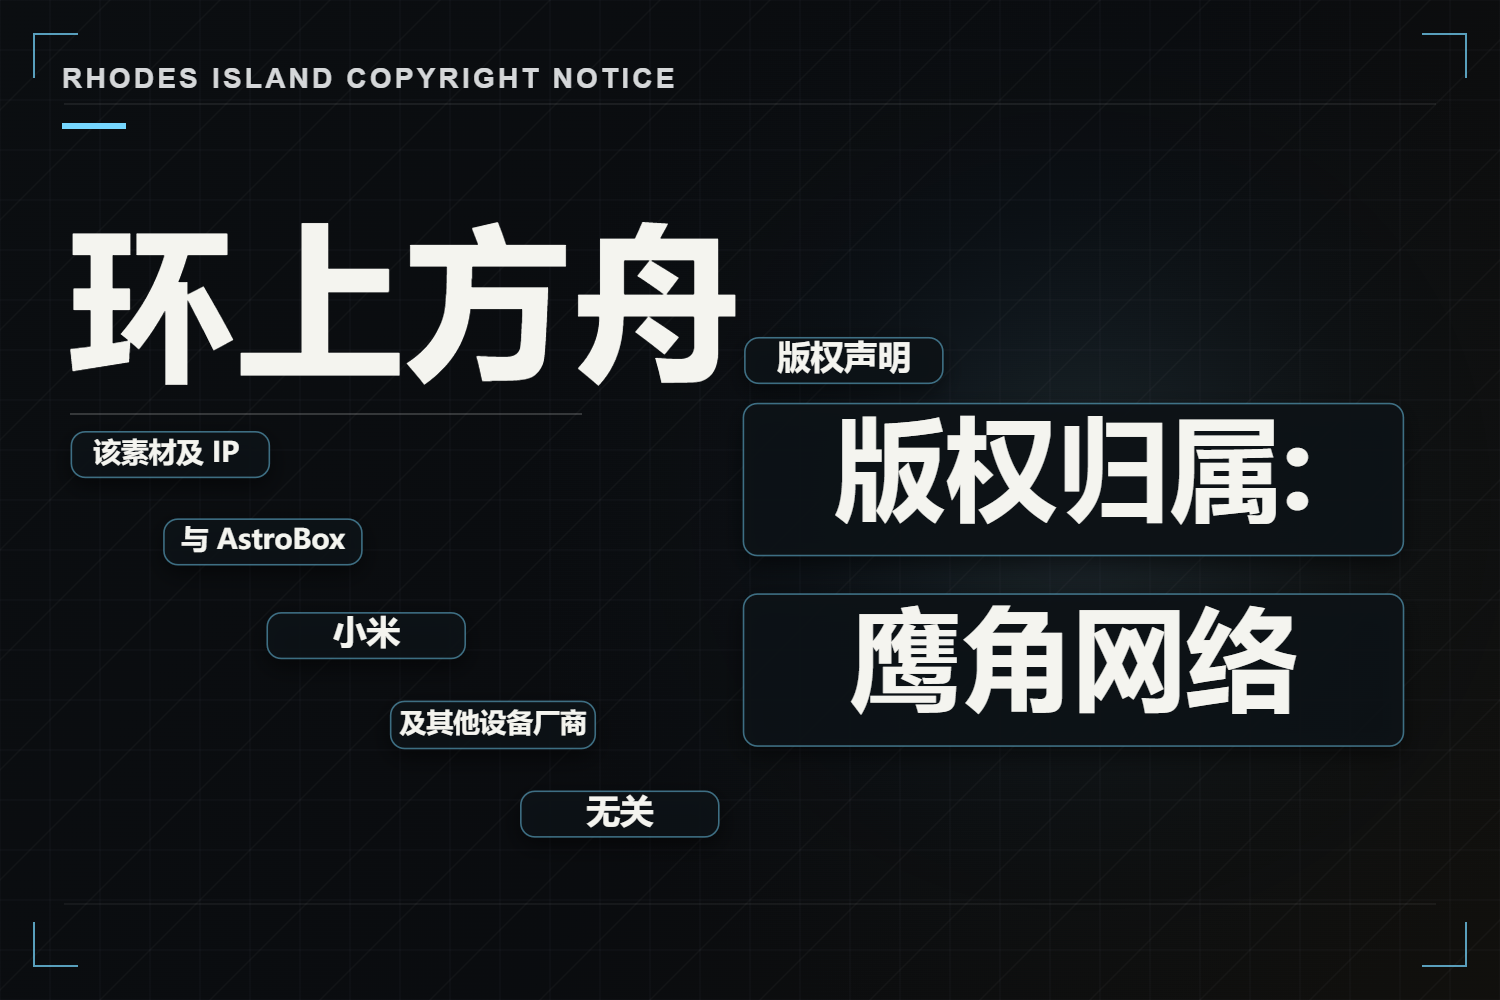 RHODES ISLAND COPYRIGHT NOTICE
环上方舟
版权声明
该素材及 IP
与 AstroBox
小米
及其他设备厂商
无关
版权归属:
鹰角网络